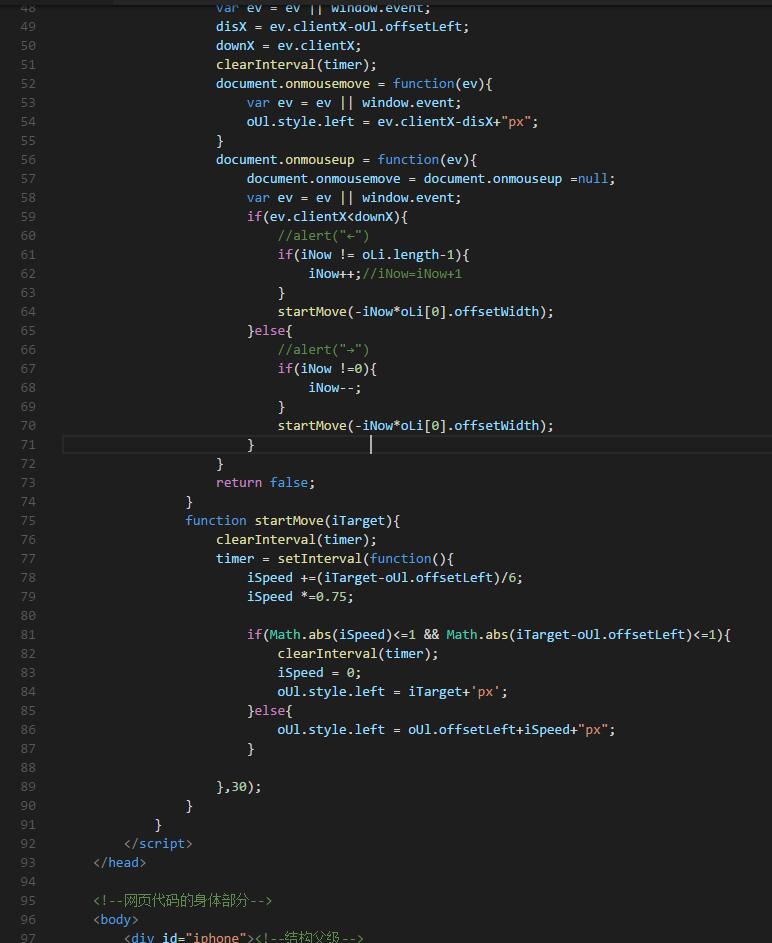 48 var ev = ev || window.event;
49 disX = ev.clientX-oUl.offsetLeft;
50 downX = ev.clientX;
51 clearInterval(timer);
52 document.onmousemove = function(ev){
53 var ev = ev || window.event;
54 oUl.style.left = ev.clientX-disX+"px";
55 }
56 document.onmouseup = function(ev){
57 document.onmousemove = document.onmouseup =null;
58 var ev = ev || window.event;
59 if(ev.clientX<downX){
60 //alert("←")
61 if(iNow != oLi.length-1){
62 iNow++;//iNow=iNow+1
63 }
64 startMove(-iNow*oLi[0].offsetWidth);
65 }else{
66 //alert("→")
67 if(iNow !=0){
68 iNow--;
69 }
70 startMove(-iNow*oLi[0].offsetWidth);
71 }
72 }
73 return false;
74 }
75 function startMove(iTarget){
76 clearInterval(timer);
77 timer = setInterval(function(){
78 iSpeed +=(iTarget-oUl.offsetLeft)/6;
79 iSpeed *=0.75;
80
81 if(Math.abs(iSpeed)<=1 && Math.abs(iTarget-oUl.offsetLeft)<=1){
82 clearInterval(timer);
83 iSpeed = 0;
84 oUl.style.left = iTarget+'px';
85 }else{
86 oUl.style.left = oUl.offsetLeft+iSpeed+"px";
87 }
88
89 },30);
90 }
91 }
92 </script>
93 </head>
94
95 <!--网页代码的身体部分-->
96 <body>
97 <div id="iphone"><!--结构父级-->